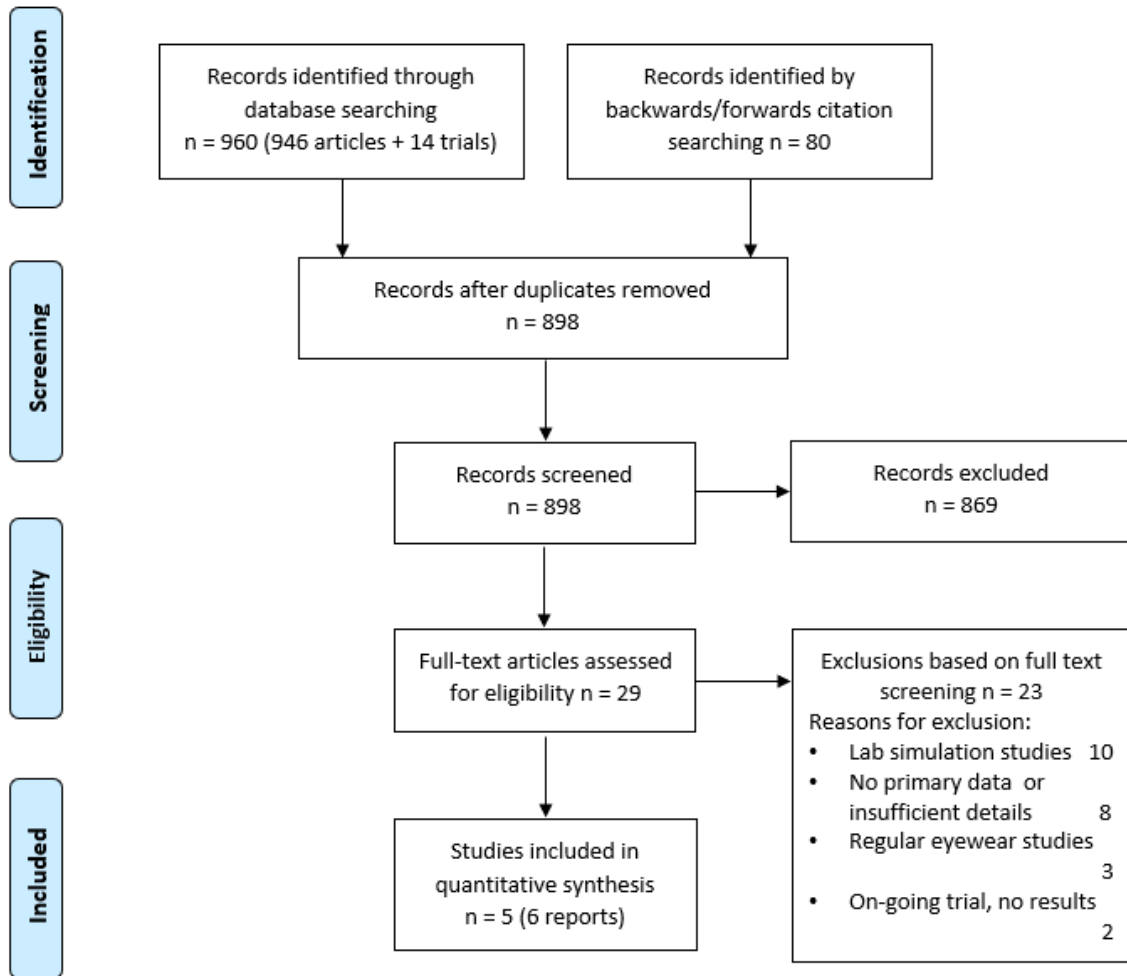 Identification
Records identified through
database searching
n = 960 (946 articles + 14 trials)
Records identified by
backwards/forwards citation
searching n = 80
Screening
Records after duplicates removed
n = 898
Records screened
n = 898
Records excluded
n = 869
Eligibility
Full-text articles assessed
for eligibility n = 29
Exclusions based on full text
screening n = 23
Reasons for exclusion:
• Lab simulation studies 10
• No primary data or
insufficient details 8
• Regular eyewear studies
3
• On-going trial, no results
2
Included
Studies included in
quantitative synthesis
n = 5 (6 reports)